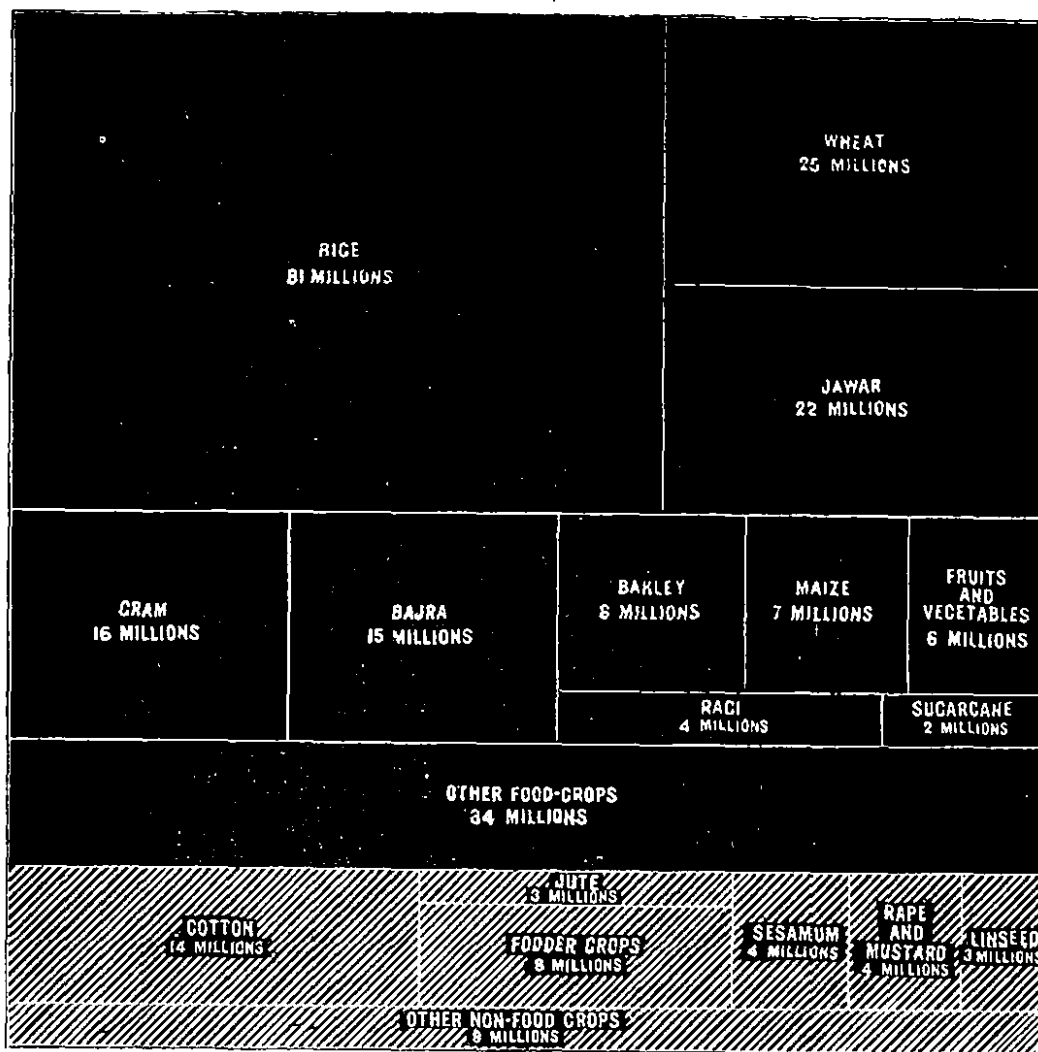 RICE
81 MILLIONS
WHEAT
25 MILLIONS
JAWAR
22 MILLIONS
GRAM
16 MILLIONS
BAJRA
15 MILLIONS
BARLEY
8 MILLIONS
MAIZE
7 MILLIONS
FRUITS
AND
VEGETABLES
6 MILLIONS
RAGI
4 MILLIONS
SUGARCANE
2 MILLIONS
OTHER FOOD-CROPS
34 MILLIONS
COTTON
14 MILLIONS
JUTE
3 MILLIONS
FODDER CROPS
8 MILLIONS
SESAMUM
4 MILLIONS
RAPE
AND
MUSTARD
4 MILLIONS
LINSEED
3 MILLIONS
OTHER NON-FOOD CROPS
9 MILLIONS